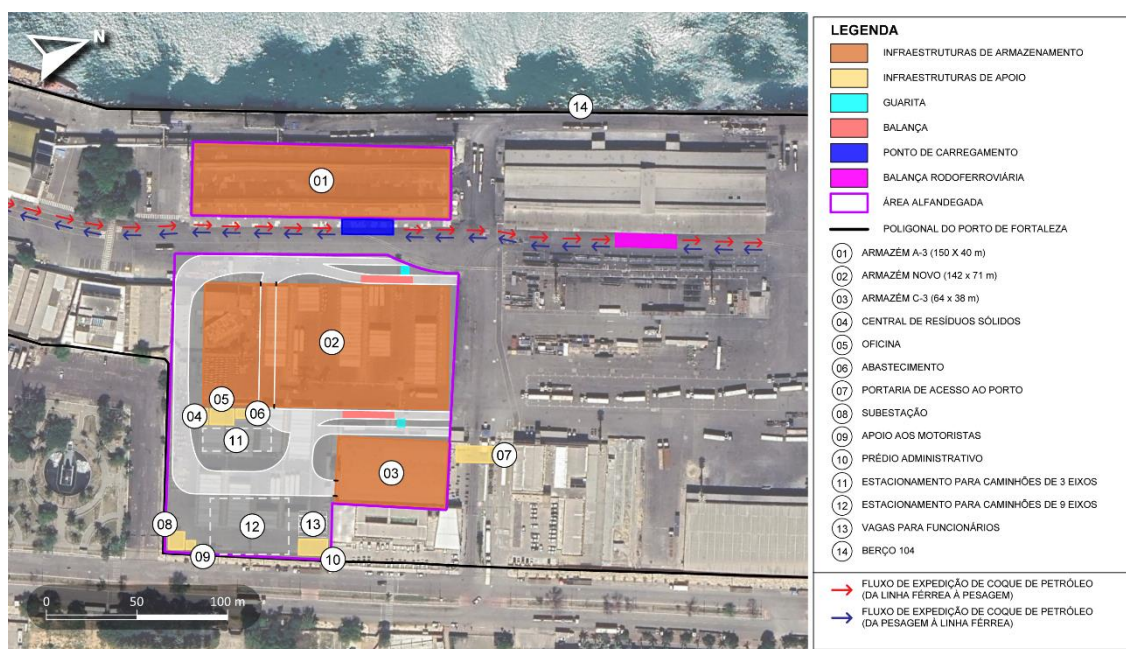 N
14
01
02
05
04
06
11
07
03
12
13
08
09
10
0 50 100 m
LEGENDA
INFRAESTRUTURAS DE ARMAZENAMENTO
INFRAESTRUTURAS DE APOIO
GUARITA
BALANÇA
PONTO DE CARREGAMENTO
BALANÇA RODOFERROVIÁRIA
ÁREA ALFANDEGADA
POLIGONAL DO PORTO DE FORTALEZA
01 ARMAZÉM A-3 (150 X 40 m)
02 ARMAZÉM NOVO (142 x 71 m)
03 ARMAZÉM C-3 (64 x 38 m)
04 CENTRAL DE RESÍDUOS SÓLIDOS
05 OFICINA
06 ABASTECIMENTO
07 PORTARIA DE ACESSO AO PORTO
08 SUBESTAÇÃO
09 APOIO AOS MOTORISTAS
10 PRÉDIO ADMINISTRATIVO
11 ESTACIONAMENTO PARA CAMINHÕES DE 3 EIXOS
12 ESTACIONAMENTO PARA CAMINHÕES DE 9 EIXOS
13 VAGAS PARA FUNCIONÁRIOS
14 BERÇO 104
FLUXO DE EXPEDIÇÃO DE COQUE DE PETRÓLEO
(DA LINHA FÉRREA À PESAGEM)
FLUXO DE EXPEDIÇÃO DE COQUE DE PETRÓLEO
(DA PESAGEM À LINHA FÉRREA)